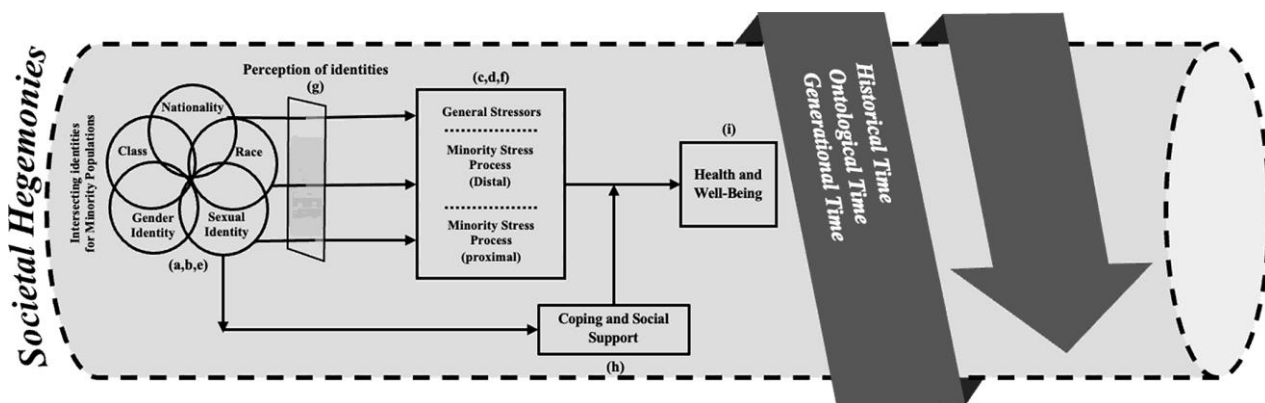 Societal Hegemonies
Intersecting identities
for Minority Populations
Nationality
Class
Race
Gender
Identity
Sexual
Identity
(a,b,e)
Perception of identities
(g)
(c,d,f)
General Stressors
Minority Stress
Process
(Distal)
Minority Stress
Process
(proximal)
Coping and Social
Support
(h)
(i)
Health and
Well-Being
Historical Time
Ontological Time
Generational Time